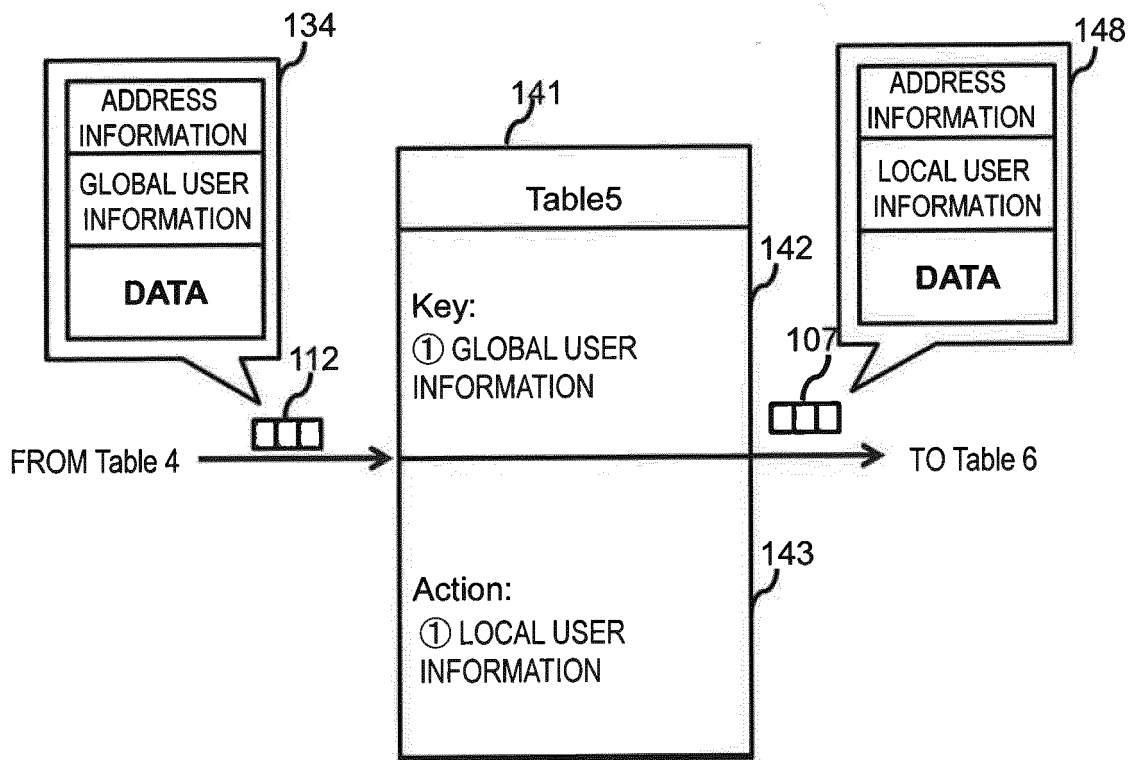 134
ADDRESS
INFORMATION
GLOBAL USER
INFORMATION
DATA
112
FROM Table 4
141
Table5
142
Key:
① GLOBAL USER
INFORMATION
143
Action:
① LOCAL USER
INFORMATION
148
ADDRESS
INFORMATION
LOCAL USER
INFORMATION
DATA
107
TO Table 6